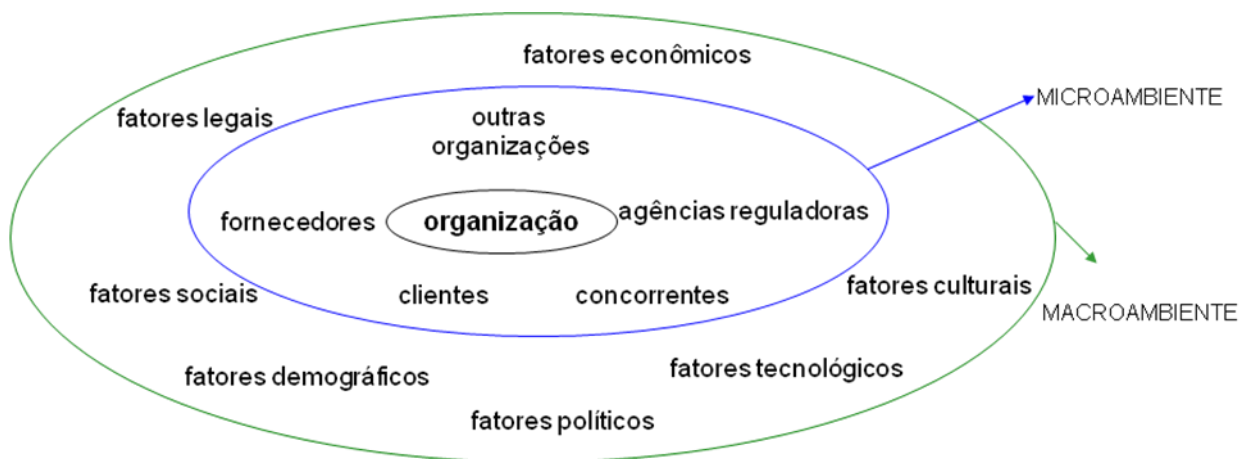 fatores econômicos
MICROAMBIENTE
fatores legais
outras
organizações
fornecedores
organização
agências reguladoras
fatores sociais
clientes
concorrentes
fatores culturais
MACROAMBIENTE
fatores demográficos
fatores tecnológicos
fatores políticos